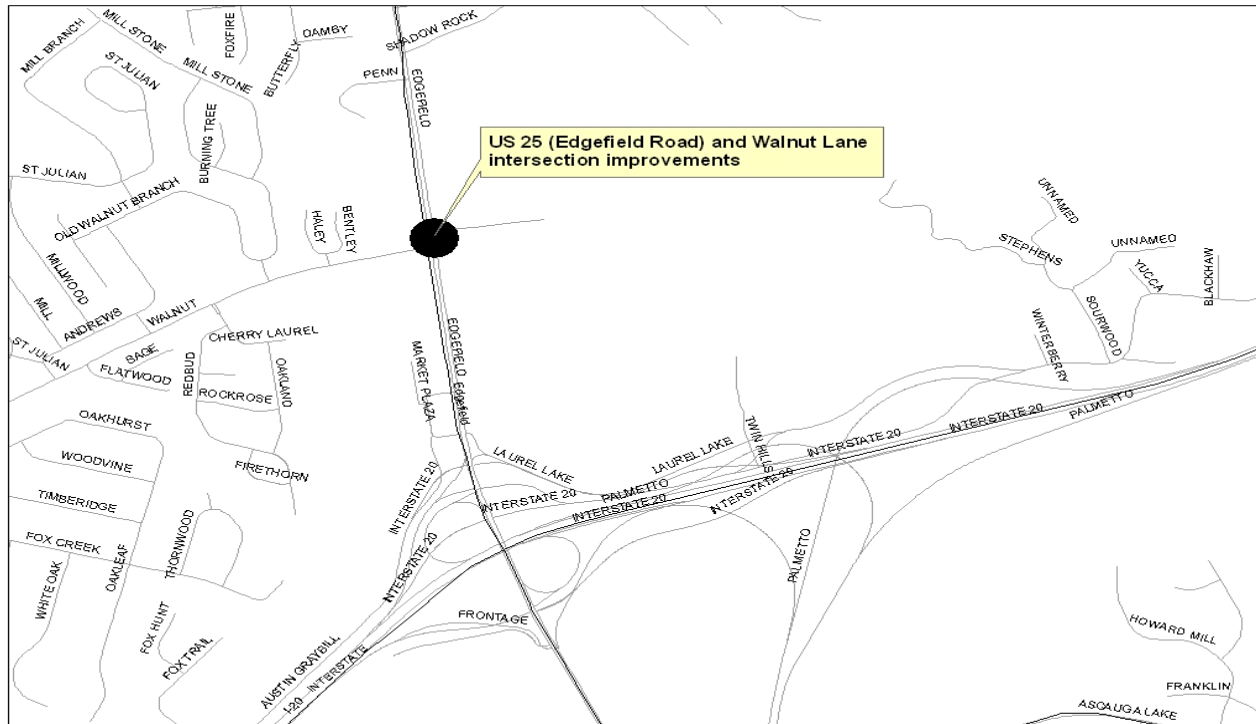 MILL BRANCH
MILL STONE
FOXFIRE
OAMBY
BUTTERFLY
SHADOW ROCK
ST JULIAN
MILL STONE
PENN
EDGEFIELD
US 25 (Edgefield Road) and Walnut Lane
intersection improvements
BURNING TREE
ST JULIAN
OLD WALNUT BRANCH
HALEY
BENTLEY
UNNAMED
STEPHENS
UNNAMED
YUCCA
BLACKHAW
MILLWOOD
MILL
ANDREWS
WALNUT
SOURWOOD
WINTERBERRY
ST JULIAN
SAGE
FLATWOOD
REDBUD
CHERRY LAUREL
OAKLAND
ROCKROSE
MARKET PLAZA
EDGEFIELD
Edgefield
PALMETTO
OAKHURST
WOODVINE
FIRETHORN
TIMBERIDGE
FOX CREEK
LAUREL LAKE
LAUREL LAKE
TWIN HILLS
INTERSTATE 20
INTERSTATE 20
INTERSTATE 20
INTERSTATE 20
PALMETTO
INTERSTATE 20
INTERSTATE 20
INTERSTATE 20
THORNWOOD
OAKLEAF
WHITE OAK
PALMETTO
FOX HUNT
FOX TRAIL
FRONTAGE
AUSTIN GRAYBILL
I-20
INTERSTATE
HOWARD MILL
FRANKLIN
ASCAUGA LAKE